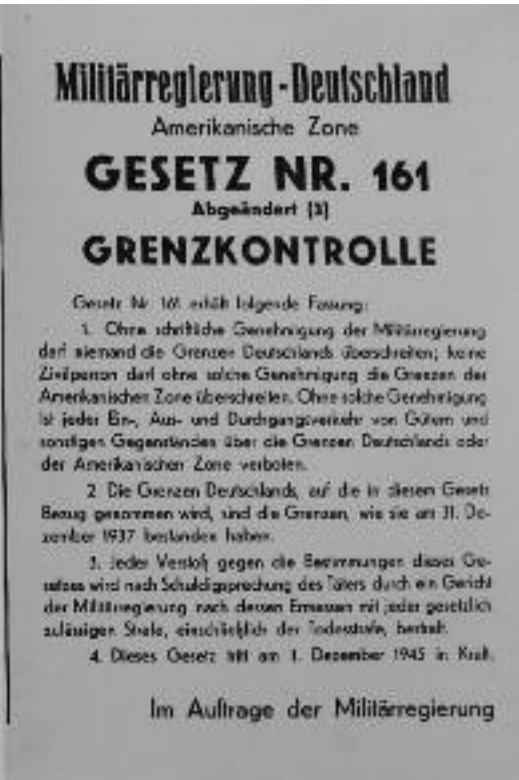 Militärregierung - Deutschland
Amerikanische Zone
GESETZ NR. 161
Abgeändert (3)
GRENZKONTROLLE
Gesetz Nr. 161 erhält folgende Fassung:
1. Ohne schriftliche Genehmigung der Militärregierung
darf niemand die Grenzen Deutschlands überschreiten; keine
Zivilperson darf ohne solche Genehmigung die Grenzen der
Amerikanischen Zone überschreiten. Ohne solche Genehmigung
ist jeder Ein-, Aus- und Durchgangsverkehr von Gütern und
sonstigen Gegenständen über die Grenzen Deutschlands oder
der Amerikanischen Zone verboten.
2. Die Grenzen Deutschlands, auf die in diesem Gesetz
Bezug genommen wird, sind die Grenzen, wie sie am 31. De-
zember 1937 bestanden haben.
3. Jeder Verstoß gegen die Bestimmungen dieses Ge-
setzes wird nach Schuldigsprechung des Täters durch ein Gericht
der Militärregierung nach dessen Ermessen mit jeder gesetzlich
zulässigen Strafe, einschließlich der Todesstrafe, bestraft.
4. Dieses Gesetz tritt am 1. Dezember 1945 in Kraft.
Im Auftrage der Militärregierung